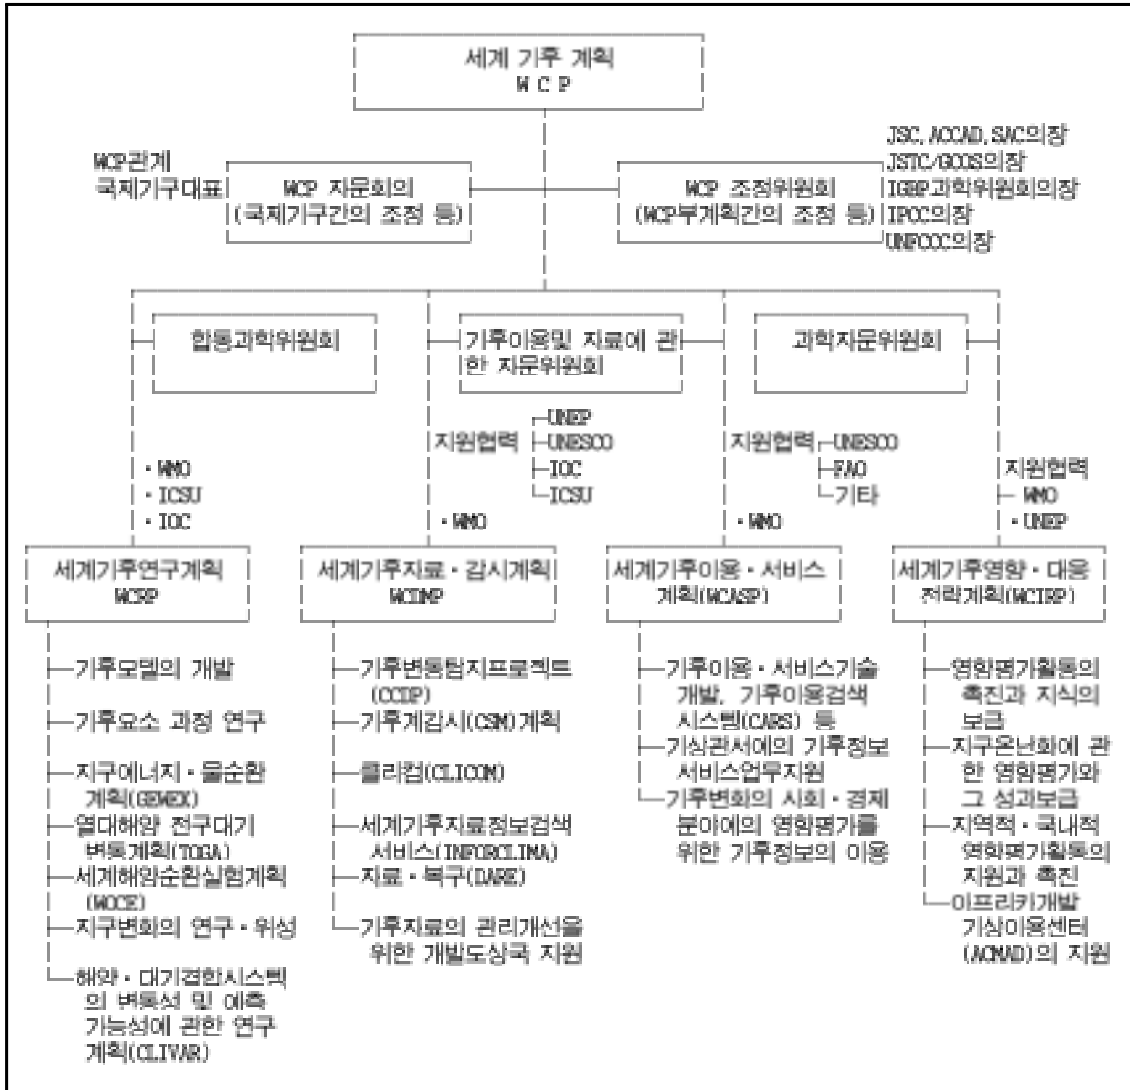 세계 기후 계획
W C P
WCP관계
국제기구대표
WCP 자문회의
(국제기구간의 조정 등)
WCP 조정위원회
(WCP부계획간의 조정 등)
JSC, ACCAD, SAC의장
JSTC/GCOS의장
IGBP과학위원회의장
IPCC의장
UNFCCC의장
합동과학위원회
기후이용및 자료에 관
한 자문위원회
과학자문위원회
·WMO
·ICSU
·IOC
지원협력
UNEP
UNESCO
IOC
ICSU
·WMO
지원협력
UNESCO
FAO
기타
·WMO
지원협력
WMO
·UNEP
세계기후연구계획
WCRP
기후모델의 개발
기후요소 과정 연구
지구에너지·물순환
계획(GEWEX)
열대해양 전구대기
변동계획(TOGA)
세계해양순환실험계획
(WOCE)
지구변화의 연구·위성
해양·대기결합시스템
의 변동성 및 예측
가능성에 관한 연구
계획(CLIVAR)
세계기후자료·감시계획
WCDMP
기후변동탐지프로젝트
(CCDP)
기후계감시(CSM)계획
클리컴(CLICOM)
세계기후자료정보검색
서비스(INFORCLIMA)
자료·복구(DARE)
기후자료의 관리개선을
위한 개발도상국 지원
세계기후이용·서비스
계획(WCASP)
기후이용·서비스기술
개발, 기후이용검색
시스템(CARS) 등
기상관서에의 기후정보
서비스업무지원
기후변화의 사회·경제
분야에의 영향평가를
위한 기후정보의 이용
세계기후영향·대응
전략계획(WCIRP)
영향평가활동의
촉진과 지식의
보급
지구온난화에 관
한 영향평가와
그 성과보급
지역적·국내적
영향평가활동의
지원과 촉진
아프리카개발
기상이용센터
(ACMAD)의 지원